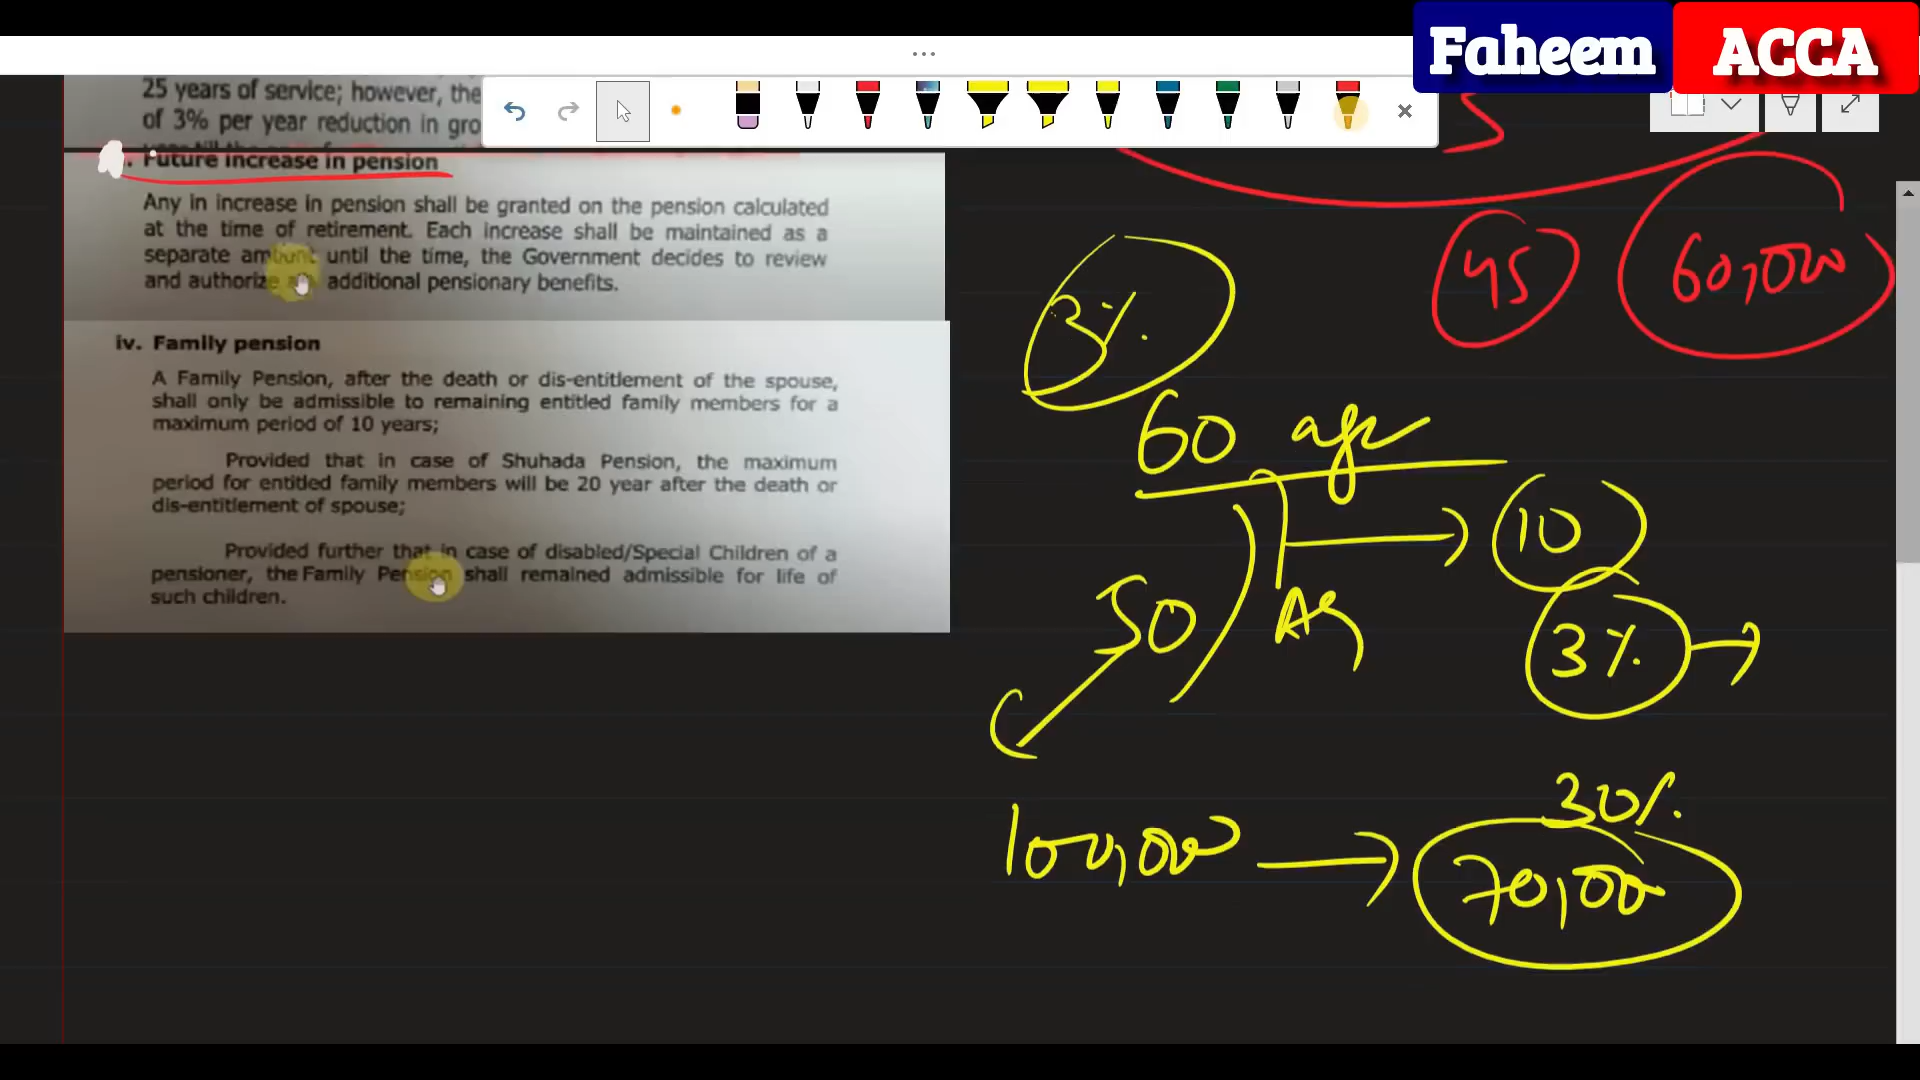 Faheem ACCA
25 years of service; however, the
of 3% per year reduction in gro
Future increase in pension
Any in increase in pension shall be granted on the pension calculated
at the time of retirement. Each increase shall be maintained as a
separate amount until the time, the Government decides to review
and authorize additional pensionary benefits.
iv. Family pension
A Family Pension, after the death or dis-entitlement of the spouse,
shall only be admissible to remaining entitled family members for a
maximum period of 10 years;
Provided that in case of Shuhada Pension, the maximum
period for entitled family members will be 20 year after the death or
dis-entitlement of spouse;
Provided further that in case of disabled/Special Children of a
pensioner, the Family Pension shall remained admissible for life of
such children.
45 60,000
3%.
60 age
10
50
3%.
30%.
100,000 70,000